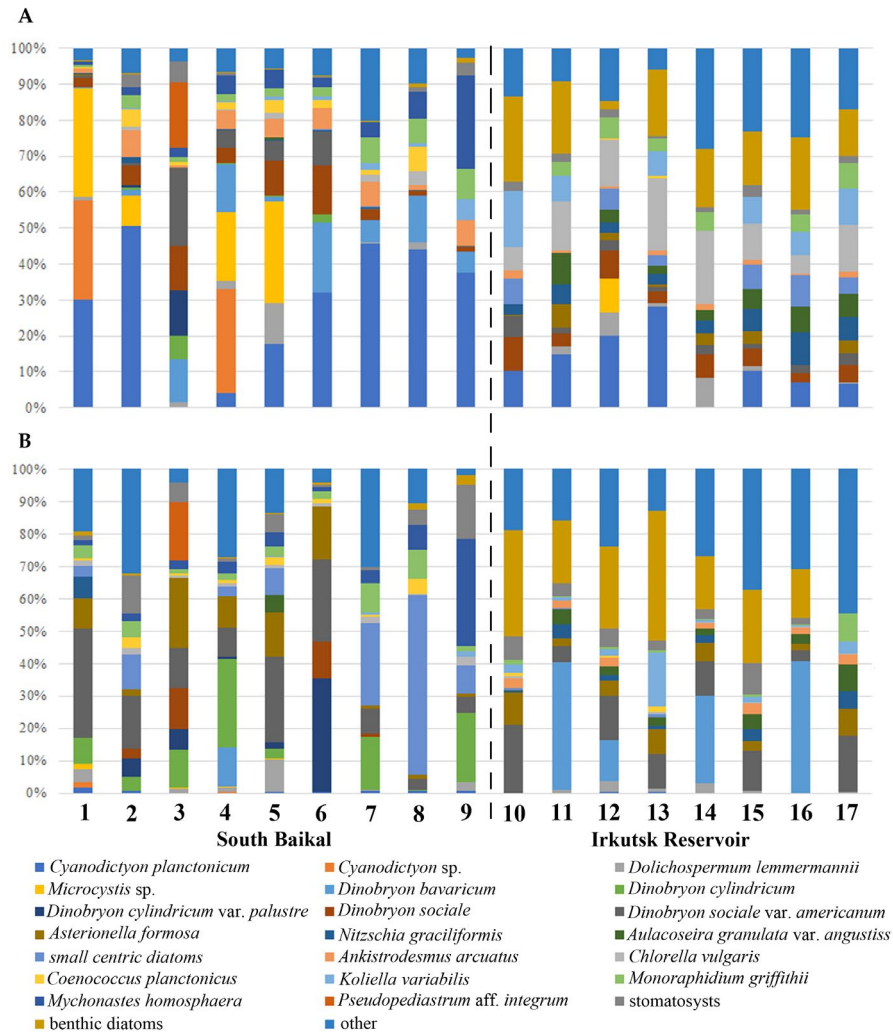 A
100%
90%
80%
70%
60%
50%
40%
30%
20%
10%
0%
B
100%
90%
80%
70%
60%
50%
40%
30%
20%
10%
0%
1 2 3 4 5 6 7 8 9 10 11 12 13 14 15 16 17
South Baikal Irkutsk Reservoir
Cyanodictyon planctonicum Cyanodictyon sp. Dolichospermum lemmermannii
Microcystis sp. Dinobryon bavaricum Dinobryon cylindricum
Dinobryon cylindricum var. palustre Dinobryon sociale Dinobryon sociale var. americanum
Asterionella formosa Nitzschia graciliformis Aulacoseira granulata var. angustiss
small centric diatoms Ankistrodesmus arcuatus Chlorella vulgaris
Coenococcus planctonicus Koliella variabilis Monoraphidium griffithii
Mychonastes homosphaera Pseudopediastrum aff. integrum stomatosysts
benthic diatoms other